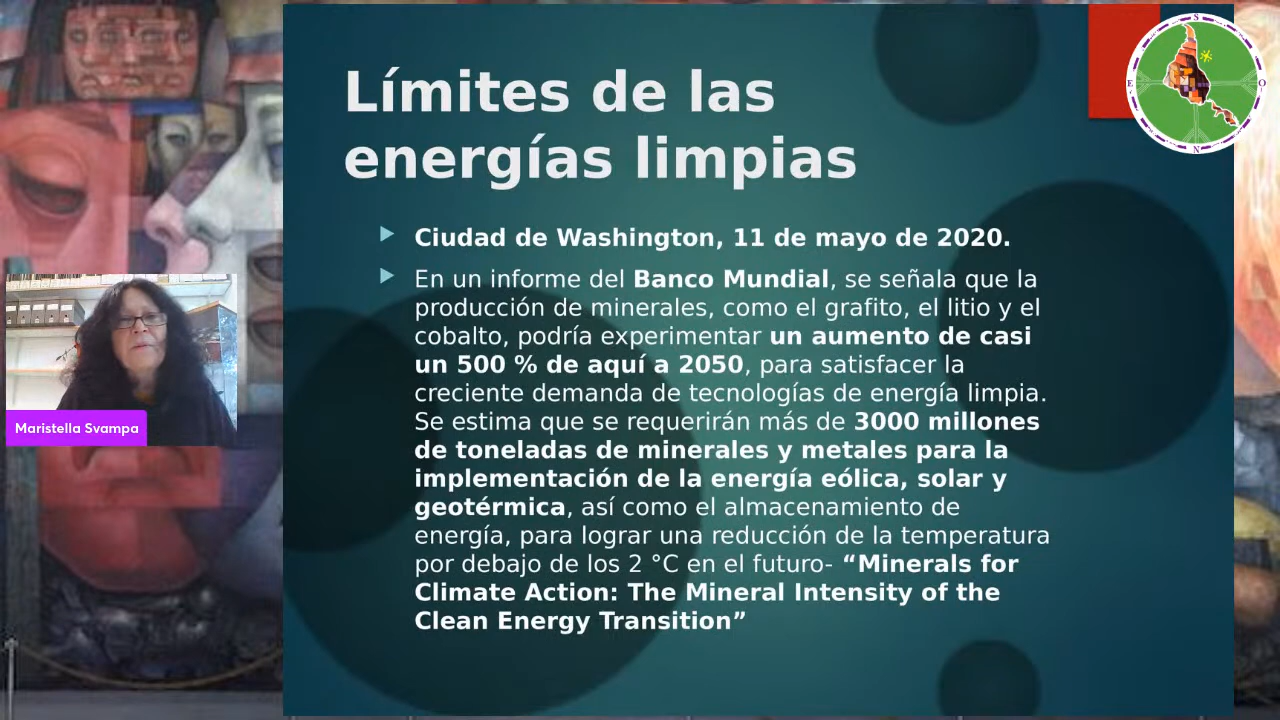 Límites de las
energías limpias
Ciudad de Washington, 11 de mayo de 2020.
En un informe del Banco Mundial, se señala que la
producción de minerales, como el grafito, el litio y el
cobalto, podría experimentar un aumento de casi
un 500 % de aquí a 2050, para satisfacer la
creciente demanda de tecnologías de energía limpia.
Se estima que se requerirán más de 3000 millones
de toneladas de minerales y metales para la
implementación de la energía eólica, solar y
geotérmica, así como el almacenamiento de
energía, para lograr una reducción de la temperatura
por debajo de los 2 °C en el futuro- “Minerals for
Climate Action: The Mineral Intensity of the
Clean Energy Transition”
Maristella Svampa
S
E
O
N